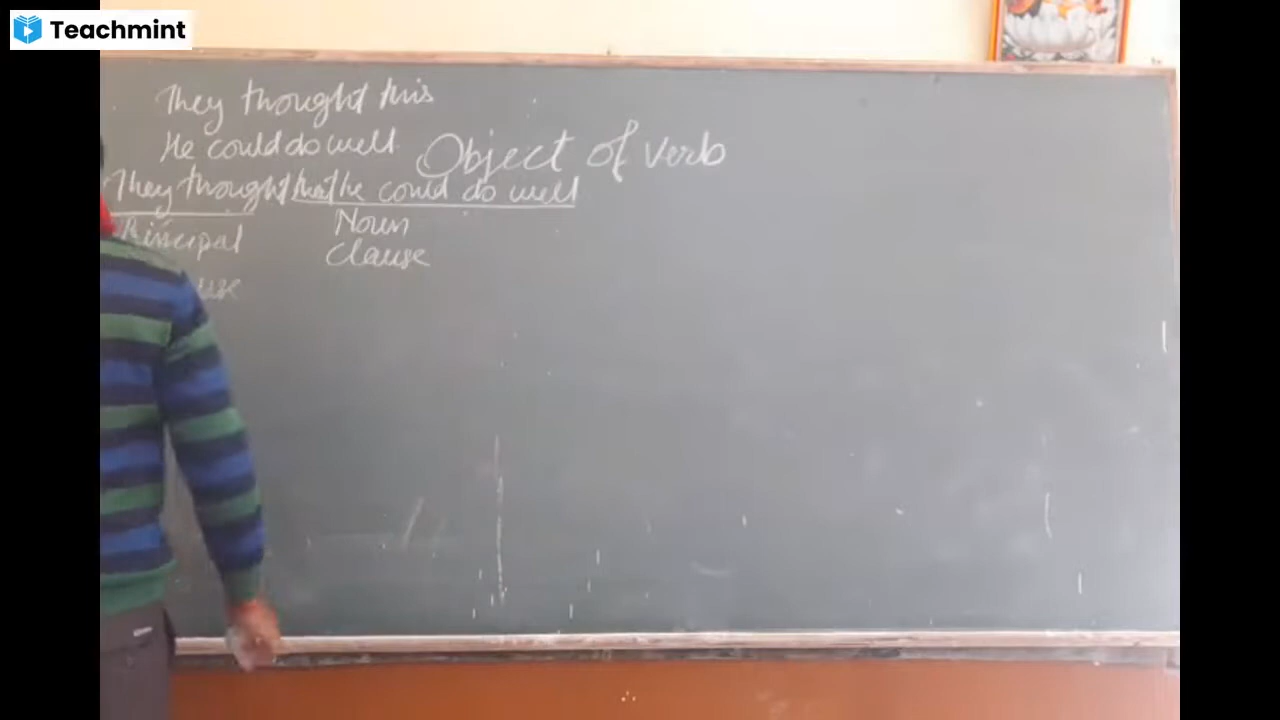 Teachmint
They thought this
He could do well.
Object of verb
They thought that he could do well
Principal
Noun
Clause